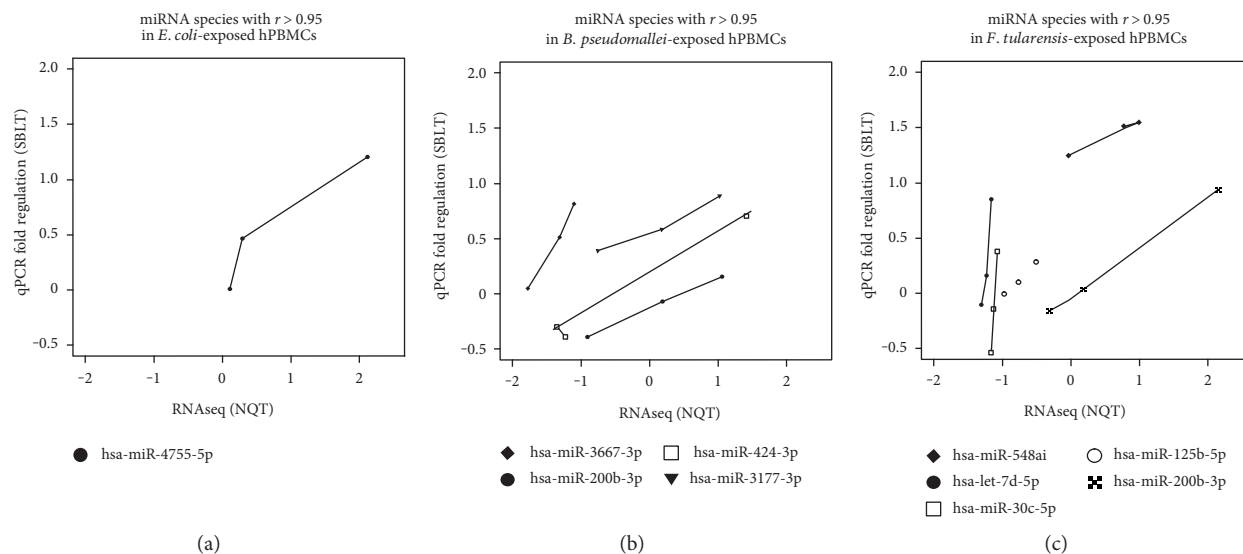 miRNA species with r > 0.95
in E. coli-exposed hPBMCs
2.0
1.5
1.0
0.5
0
−0.5
qPCR fold regulation (SBLT)
−2
−1
0
1
2
RNAseq (NQT)
hsa-miR-4755-5p
(a)
miRNA species with r > 0.95
in B. pseudomallei-exposed hPBMCs
2.0
1.5
1.0
0.5
0
−0.5
qPCR fold regulation (SBLT)
−2
−1
0
1
2
RNAseq (NQT)
hsa-miR-3667-3p
hsa-miR-424-3p
hsa-miR-200b-3p
hsa-miR-3177-3p
(b)
miRNA species with r > 0.95
in F. tularensis-exposed hPBMCs
2.0
1.5
1.0
0.5
0
−0.5
qPCR fold regulation (SBLT)
−2
−1
0
1
2
RNAseq (NQT)
hsa-miR-548ai
hsa-miR-125b-5p
hsa-let-7d-5p
hsa-miR-200b-3p
hsa-miR-30c-5p
(c)